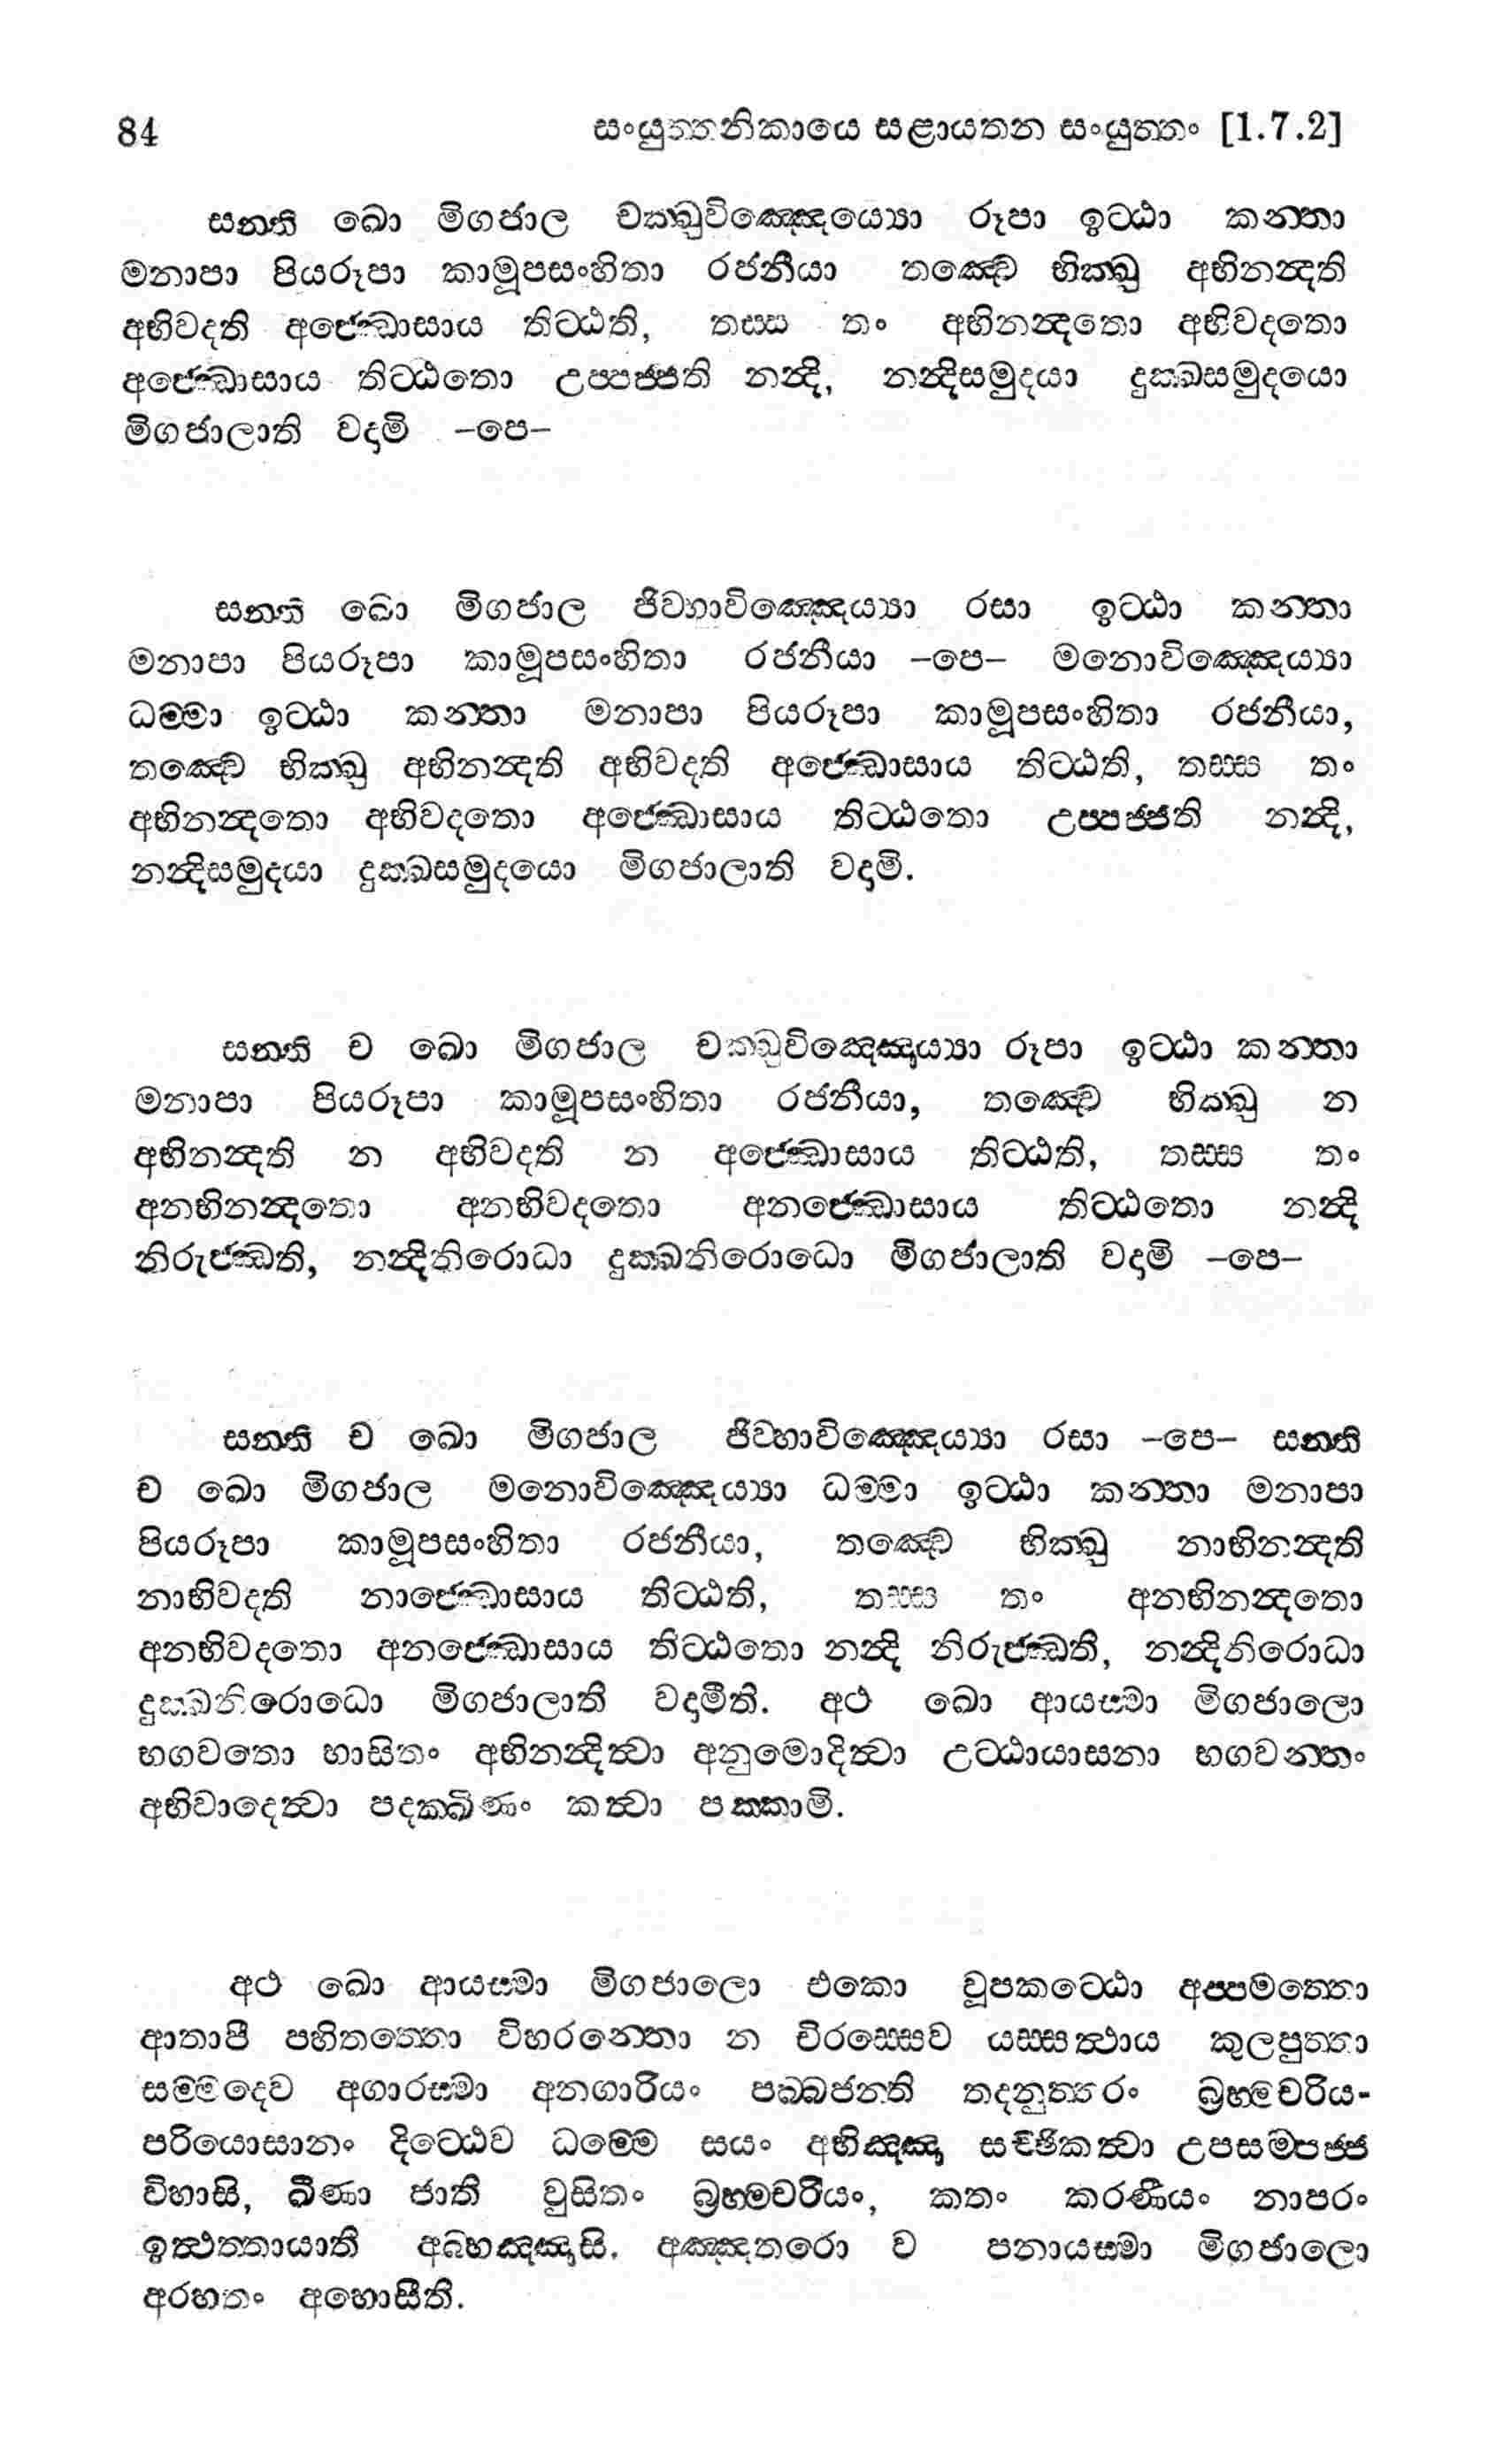 84 සංයුත්තනිකායෙ සළායතන සංයුත්තං [1.7.2]
සන්ති ඛො මිගජාල චක්ඛුවිඤ්ඤෙය්‍යො රූපා ඉට්ඨා කන්තා
මනාපා පියරූපා කාමූපසංහිතා රජනීයා තඤ්චෙ භික්ඛු අභිනන්දති
අභිවදති අජ්ඣොසාය තිට්ඨති, තස්ස තං අභිනන්දතො අභිවදතො
අජ්ඣොසාය තිට්ඨතො උප්පජ්ජති නන්දි, නන්දිසමුදයා දුක්ඛසමුදයො
මිගජාලාති වදාමි –පෙ–
සන්ති ඛො මිගජාල ජිව්හාවිඤ්ඤෙය්‍යා රසා ඉට්ඨා කන්තා
මනාපා පියරූපා කාමූපසංහිතා රජනීයා –පෙ– මනොවිඤ්ඤෙය්‍යා
ධම්මා ඉට්ඨා කන්තා මනාපා පියරූපා කාමූපසංහිතා රජනීයා,
තඤ්චෙ භික්ඛු අභිනන්දති අභිවදති අජ්ඣොසාය තිට්ඨති, තස්ස තං
අභිනන්දතො අභිවදතො අජ්ඣොසාය තිට්ඨතො උප්පජ්ජති නන්දි,
නන්දිසමුදයා දුක්ඛසමුදයො මිගජාලාති වදාමි.
සන්ති ච ඛො මිගජාල චක්ඛුවිඤ්ඤෙය්‍යා රූපා ඉට්ඨා කන්තා
මනාපා පියරූපා කාමූපසංහිතා රජනීයා, තඤ්චෙ භික්ඛු න
අභිනන්දති න අභිවදති න අජ්ඣොසාය තිට්ඨති, තස්ස තං
අනභිනන්දතො අනභිවදතො අනජ්ඣොසාය තිට්ඨතො නන්දි
නිරුජ්ඣති, නන්දිනිරොධා දුක්ඛනිරොධො මිගජාලාති වදාමි –පෙ–
සන්ති ච ඛො මිගජාල ජිව්හාවිඤ්ඤෙය්‍යා රසා –පෙ– සන්ති
ච ඛො මිගජාල මනොවිඤ්ඤෙය්‍යා ධම්මා ඉට්ඨා කන්තා මනාපා
පියරූපා කාමූපසංහිතා රජනීයා, තඤ්චෙ භික්ඛු නාභිනන්දති
නාභිවදති නාජ්ඣොසාය තිට්ඨති, තස්ස තං අනභිනන්දතො
අනභිවදතො අනජ්ඣොසාය තිට්ඨතො නන්දි නිරුජ්ඣති, නන්දිනිරොධා
දුක්ඛනිරොධො මිගජාලාති වදාමීති. අථ ඛො ආයස්මා මිගජාලො
භගවතො භාසිතං අභිනන්දිත්වා අනුමොදිත්වා උට්ඨායාසනා භගවන්තං
අභිවාදෙත්වා පදක්ඛිණං කත්වා පක්කාමි.
අථ ඛො ආයස්මා මිගජාලො එකො වූපකට්ඨො අප්පමත්තො
ආතාපී පහිතත්තො විහරන්තො න චිරස්සෙව යස්සත්ථාය කුලපුත්තා
සම්මදෙව අගාරස්මා අනගාරියං පබ්බජන්ති තදනුත්තරං බ්‍රහ්මචරිය-
පරියොසානං දිට්ඨෙව ධම්මෙ සයං අභිඤ්ඤා සච්ඡිකත්වා උපසම්පජ්ජ
විහාසි, ඛීණා ජාති වුසිතං බ්‍රහ්මචරියං, කතං කරණීයං නාපරං
ඉත්ථත්තායාති අබ්භඤ්ඤාසි. අඤ්ඤතරො ච පනායස්මා මිගජාලො
අරහතං අහොසීති.